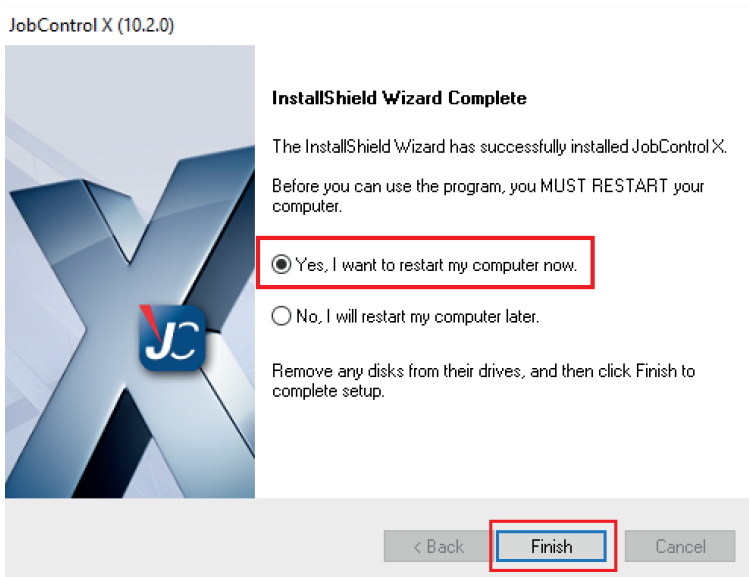 JobControl X (10.2.0)
InstallShield Wizard Complete
The InstallShield Wizard has successfully installed JobControl X.
Before you can use the program, you MUST RESTART your
computer.
Yes, I want to restart my computer now.
No, I will restart my computer later.
JC
Remove any disks from their drives, and then click Finish to
complete setup.
< Back
Finish
Cancel